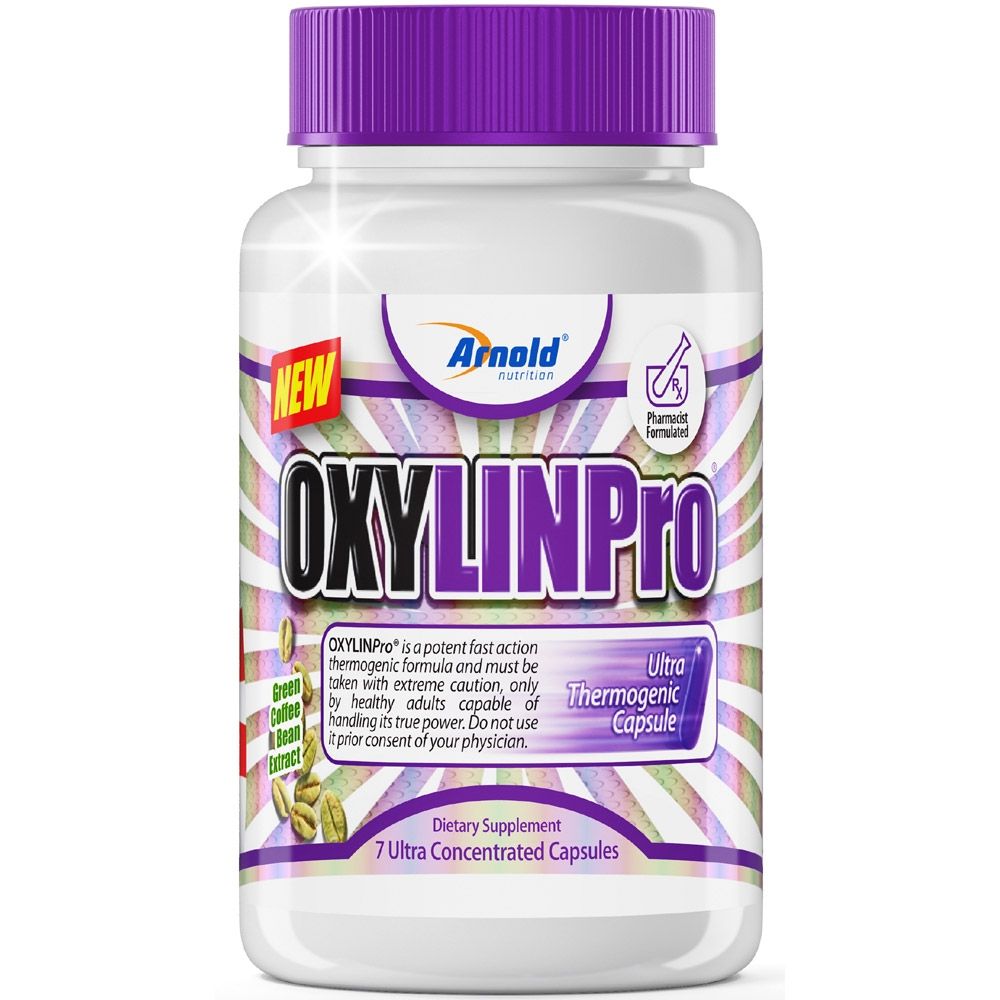 Arnold®
nutrition
NEW
Rx
Pharmacist
Formulated
OXYLINPro®
OXYLINPro® is a potent fast action
thermogenic formula and must be
taken with extreme caution, only
by healthy adults capable of
handling its true power. Do not use
it prior consent of your physician.
Ultra
Thermogenic
Capsule
Green
Coffee
Bean
Extract
Dietary Supplement
7 Ultra Concentrated Capsules